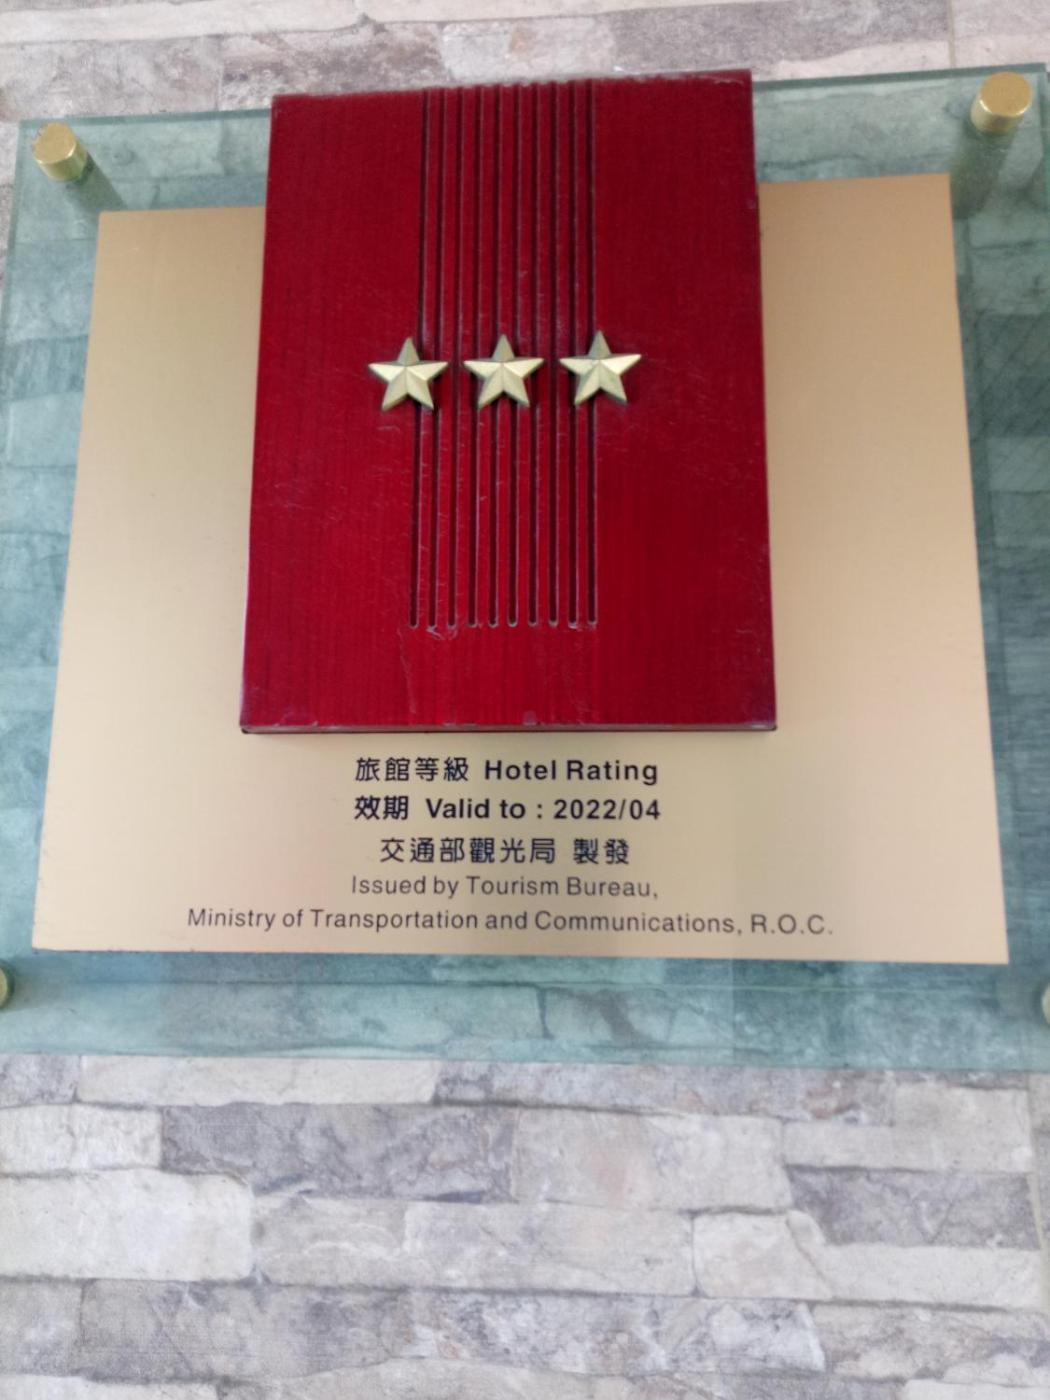 旅館等級 Hotel Rating
效期 Valid to : 2022/04
交通部觀光局 製發
Issued by Tourism Bureau,
Ministry of Transportation and Communications, R.O.C.